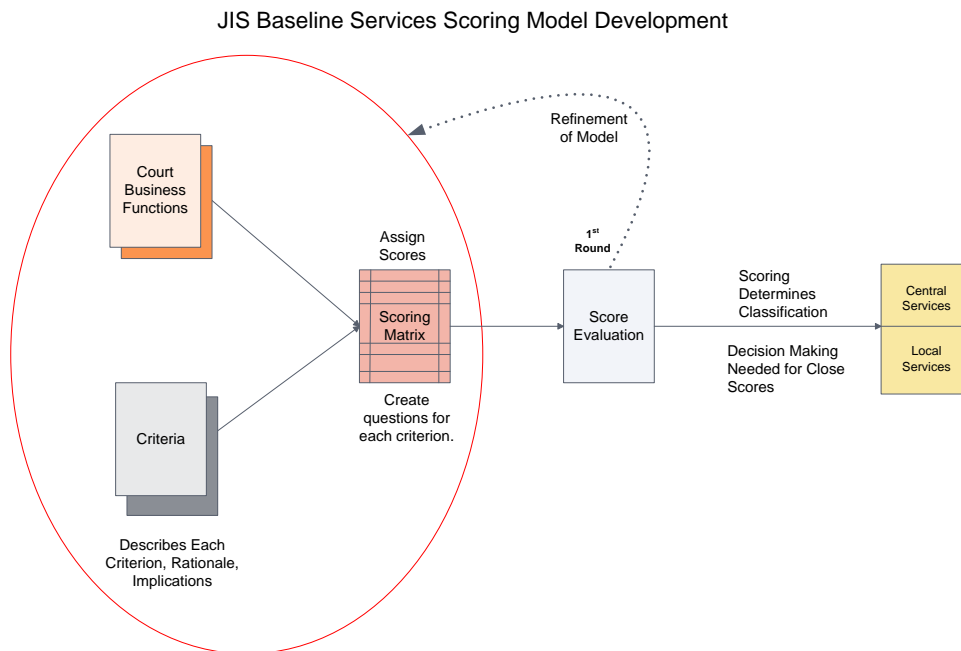 JIS Baseline Services Scoring Model Development
Refinement
of Model
Court
Business
Functions
1st
Round
Assign
Scores
Scoring
Matrix
Create
questions for
each criterion.
Score
Evaluation
Scoring
Determines
Classification
Decision Making
Needed for Close
Scores
Central
Services
Local
Services
Criteria
Describes Each
Criterion, Rationale,
Implications